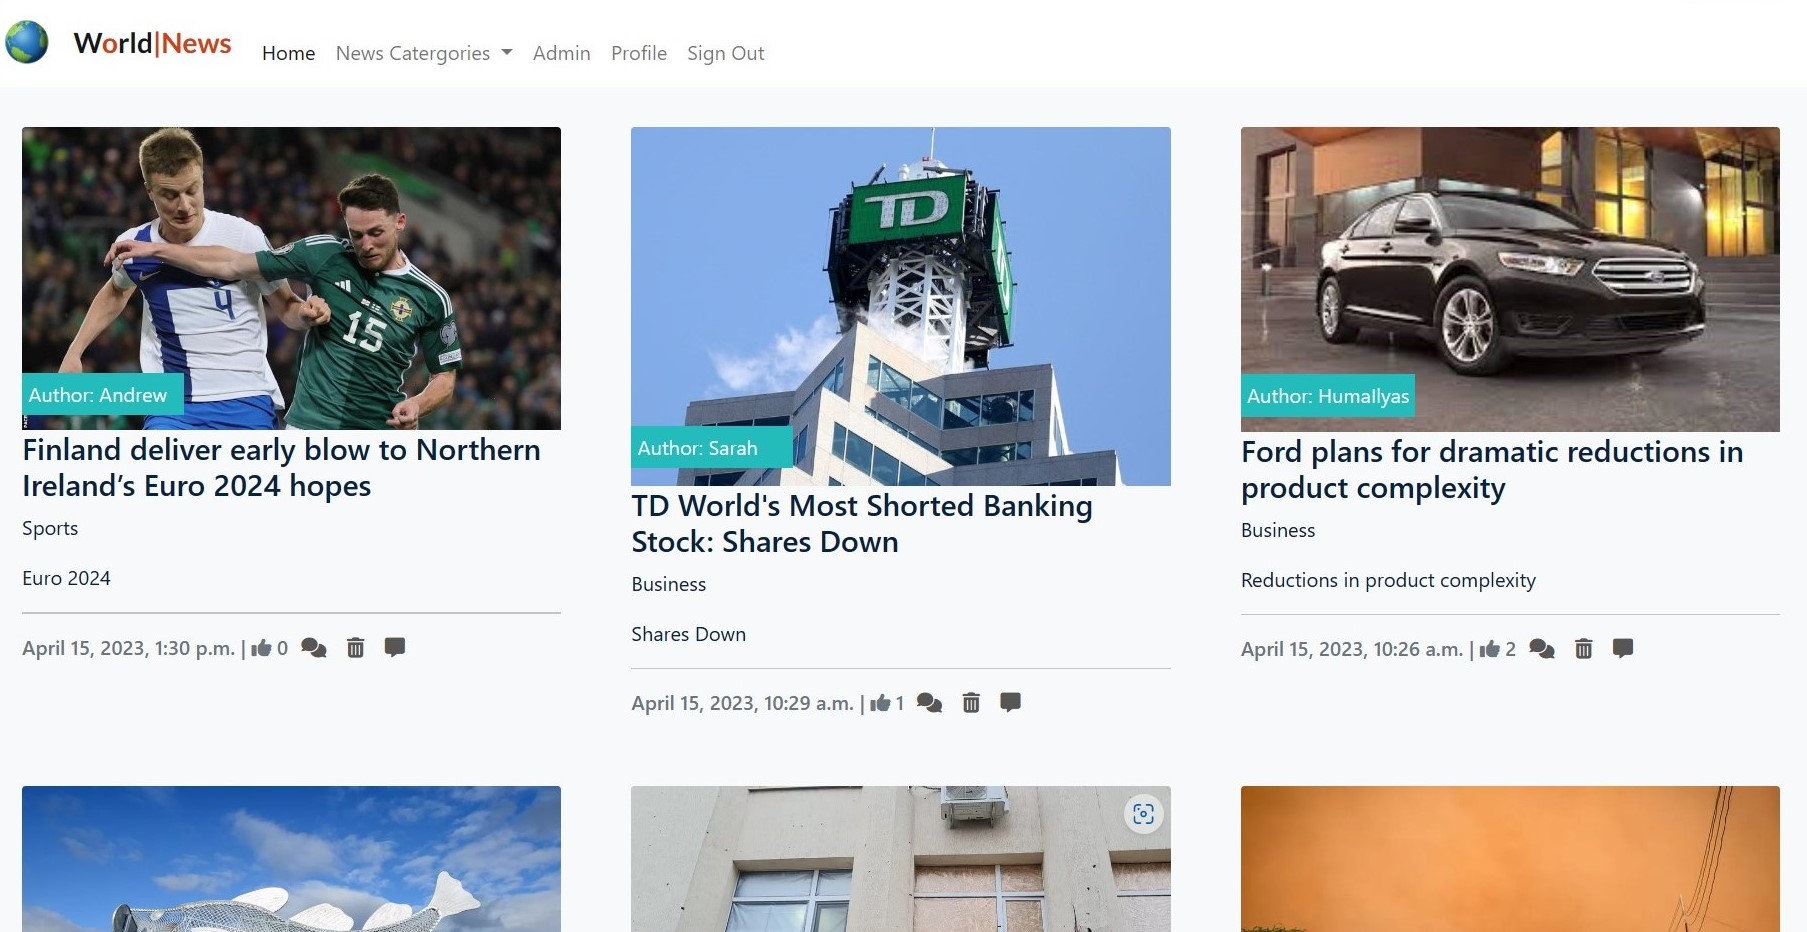 World|News
Home News Catergories Admin Profile Sign Out
4
15
Author: Andrew
Finland deliver early blow to Northern
Ireland’s Euro 2024 hopes
Sports
Euro 2024
April 15, 2023, 1:30 p.m. | 0
TD
Author: Sarah
TD World's Most Shorted Banking
Stock: Shares Down
Business
Shares Down
April 15, 2023, 10:29 a.m. | 1
Author: Humallyas
Ford plans for dramatic reductions in
product complexity
Business
Reductions in product complexity
April 15, 2023, 10:26 a.m. | 2